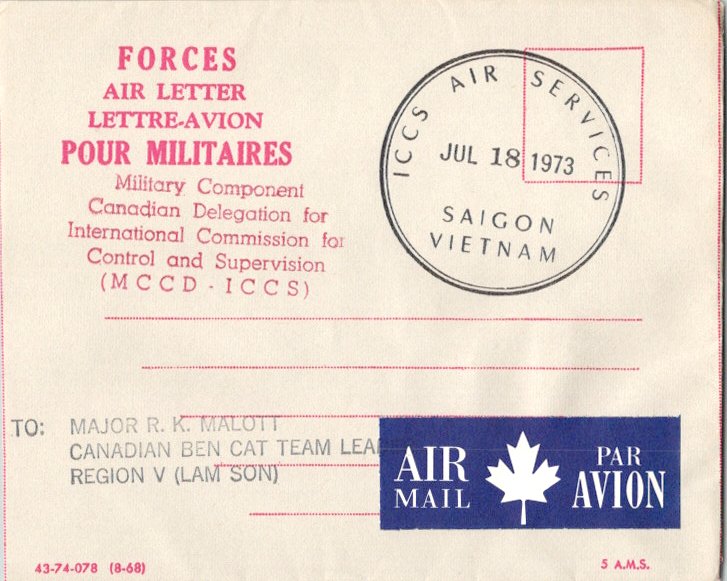 FORCES
AIR LETTER
LETTRE-AVION
POUR MILITAIRES
Military Component
Canadian Delegation for
International Commission for
Control and Supervision
(MCCD - ICCS)
ICCS AIR SERVICES
JUL 18 1973
SAIGON
VIETNAM
TO: MAJOR R. K. MALOTT
CANADIAN BEN CAT TEAM LEA
REGION V (LAM SON)
AIR
MAIL
PAR
AVION
43-74-078 (8-68)
5 A.M.S.